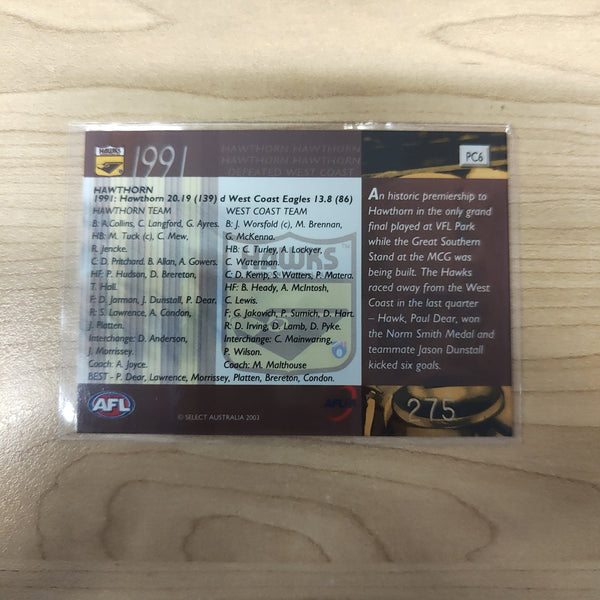 HAWKS
1991
HAWTHORN HAWTHORN
HAWTHORN HAWTHORN
DEFEATED WEST COAST
PC6
HAWTHORN
1991: Hawthorn 20.19 (139) d West Coast Eagles 13.8 (86)
HAWTHORN TEAM
B: A.Collins, C. Langford, G. Ayres.
HB: M. Tuck (c), C. Mew,
R. Jencke.
C: D. Pritchard. B. Allan, A. Gowers.
HF: P. Hudson, D. Brereton,
T. Hall.
F: D. Jarman, J. Dunstall, P. Dear.
R: S. Lawrence, A. Condon,
J. Platten.
Interchange: D. Anderson,
J. Morrissey.
Coach: A. Joyce.
BEST - P. Dear, Lawrence, Morrissey, Platten, Brereton, Condon.
WEST COAST TEAM
B: J. Worsfold (c), M. Brennan,
G. McKenna.
HB: C. Turley, A. Lockyer,
C. Waterman.
C: D. Kemp, S. Watters, P. Matera.
HF: B. Heady, A. McIntosh,
C. Lewis.
F: G. Jakovich, P. Sumich, D. Hart.
R: D. Irving, D. Lamb, D. Pyke.
Interchange: C. Mainwaring,
P. Wilson.
Coach: M. Malthouse
HAWKS
An historic premiership to
Hawthorn in the only grand
final played at VFL Park
while the Great Southern
Stand at the MCG was
being built. The Hawks
raced away from the West
Coast in the last quarter
– Hawk, Paul Dear, won
the Norm Smith Medal and
teammate Jason Dunstall
kicked six goals.
AFL
© SELECT AUSTRALIA 2003
275